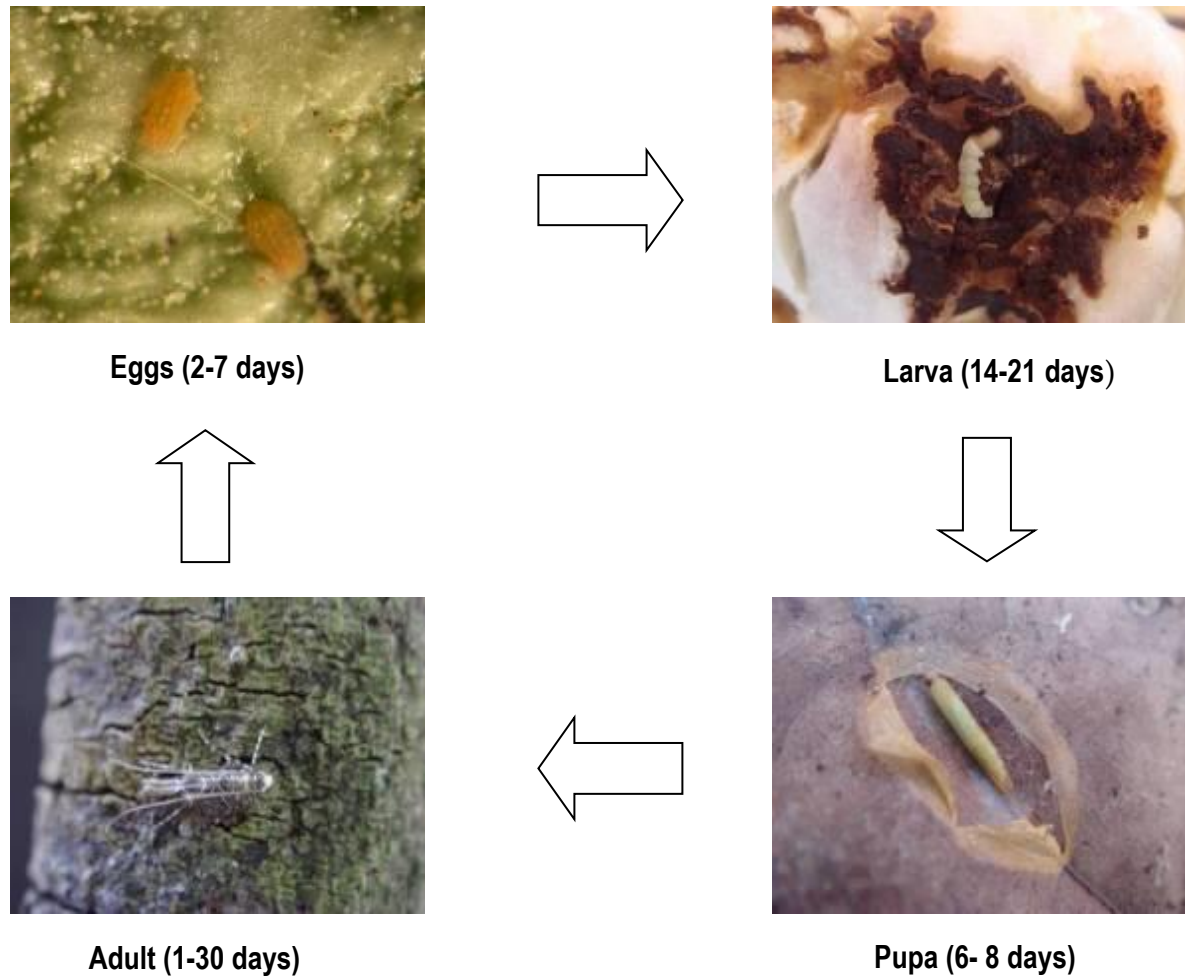 Eggs (2-7 days)
Larva (14-21 days)
Adult (1-30 days)
Pupa (6- 8 days)